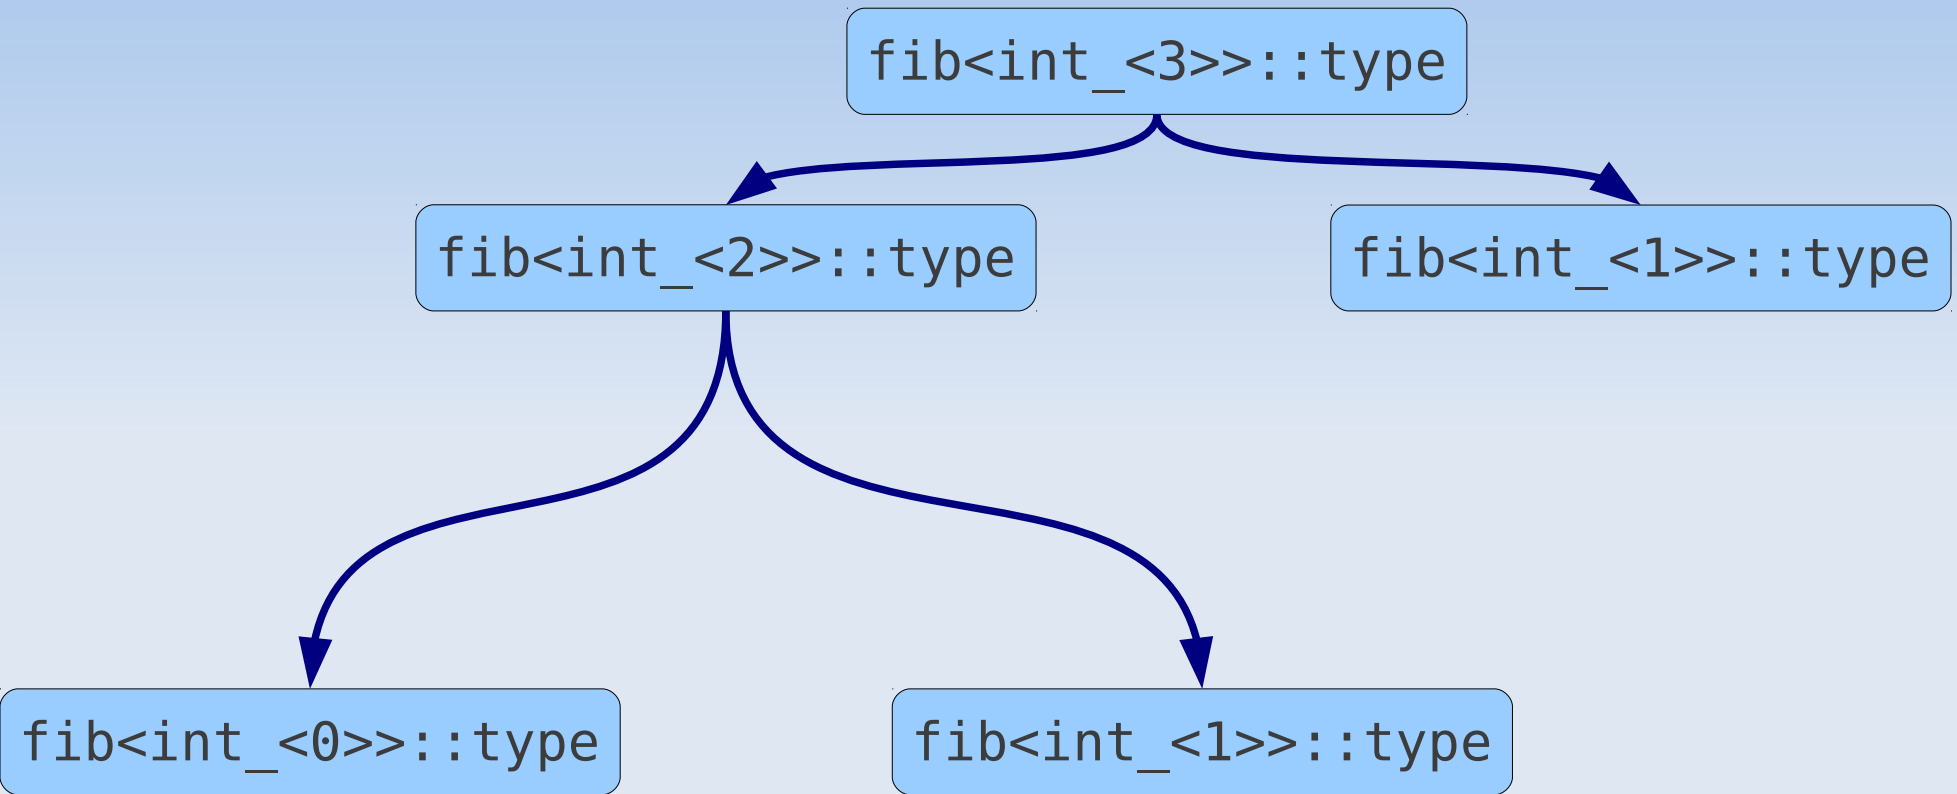 fib<int_<3>>::type
fib<int_<2>>::type
fib<int_<1>>::type
fib<int_<0>>::type
fib<int_<1>>::type